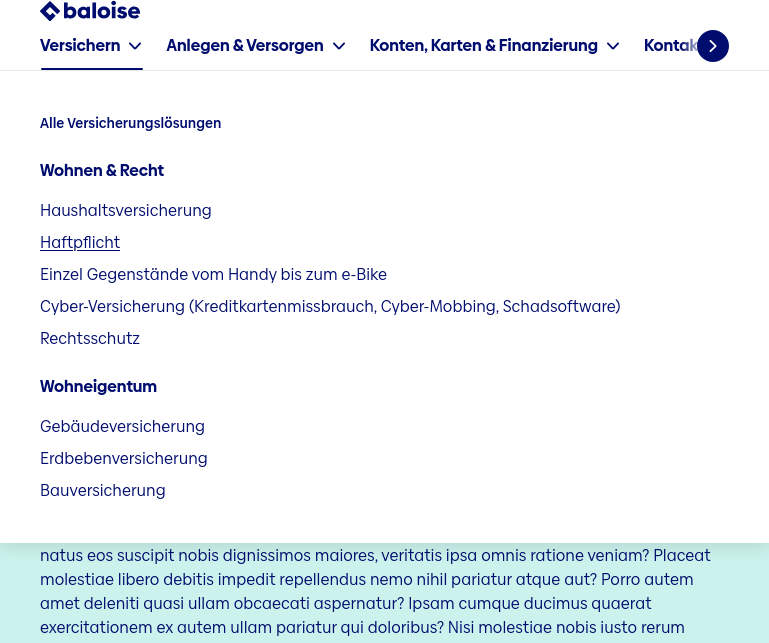 baloise
Versichern Anlegen & Versorgen Konten, Karten & Finanzierung Kontak
Alle Versicherungslösungen
Wohnen & Recht
Haushaltsversicherung
Haftpflicht
Einzel Gegenstände vom Handy bis zum e-Bike
Cyber-Versicherung (Kreditkartenmissbrauch, Cyber-Mobbing, Schadsoftware)
Rechtsschutz
Wohneigentum
Gebäudeversicherung
Erdbebenversicherung
Bauversicherung
natus eos suscipit nobis dignissimos maiores, veritatis ipsa omnis ratione veniam? Placeat
molestiae libero debitis impedit repellendus nemo nihil pariatur atque aut? Porro autem
amet deleniti quasi ullam obcaecati aspernatur? Ipsam cumque ducimus quaerat
exercitationem ex autem ullam pariatur qui doloribus? Nisi molestiae nobis iusto rerum